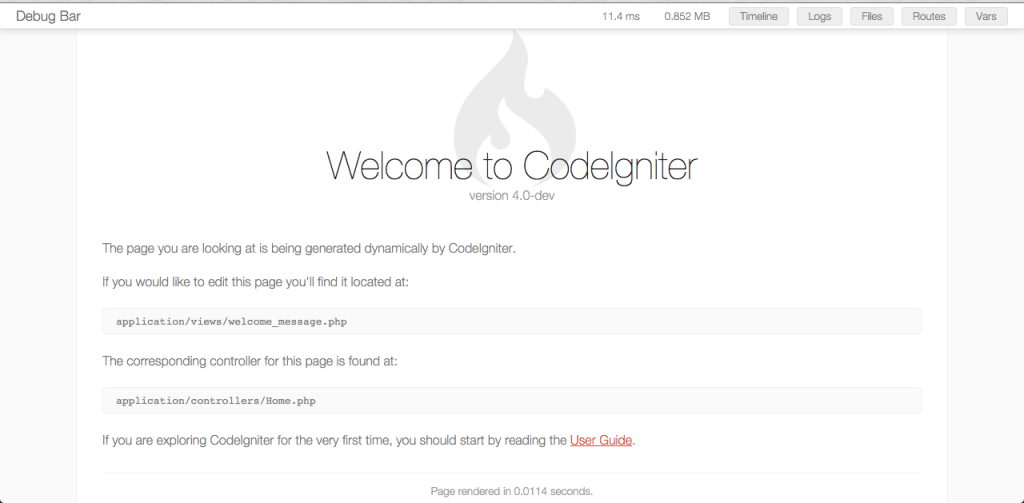 Debug Bar 11.4 ms 0.852 MB Timeline Logs Files Routes Vars
Welcome to CodeIgniter
version 4.0-dev
The page you are looking at is being generated dynamically by CodeIgniter.
If you would like to edit this page you'll find it located at:
application/views/welcome_message.php
The corresponding controller for this page is found at:
application/controllers/Home.php
If you are exploring CodeIgniter for the very first time, you should start by reading the User Guide.
Page rendered in 0.0114 seconds.